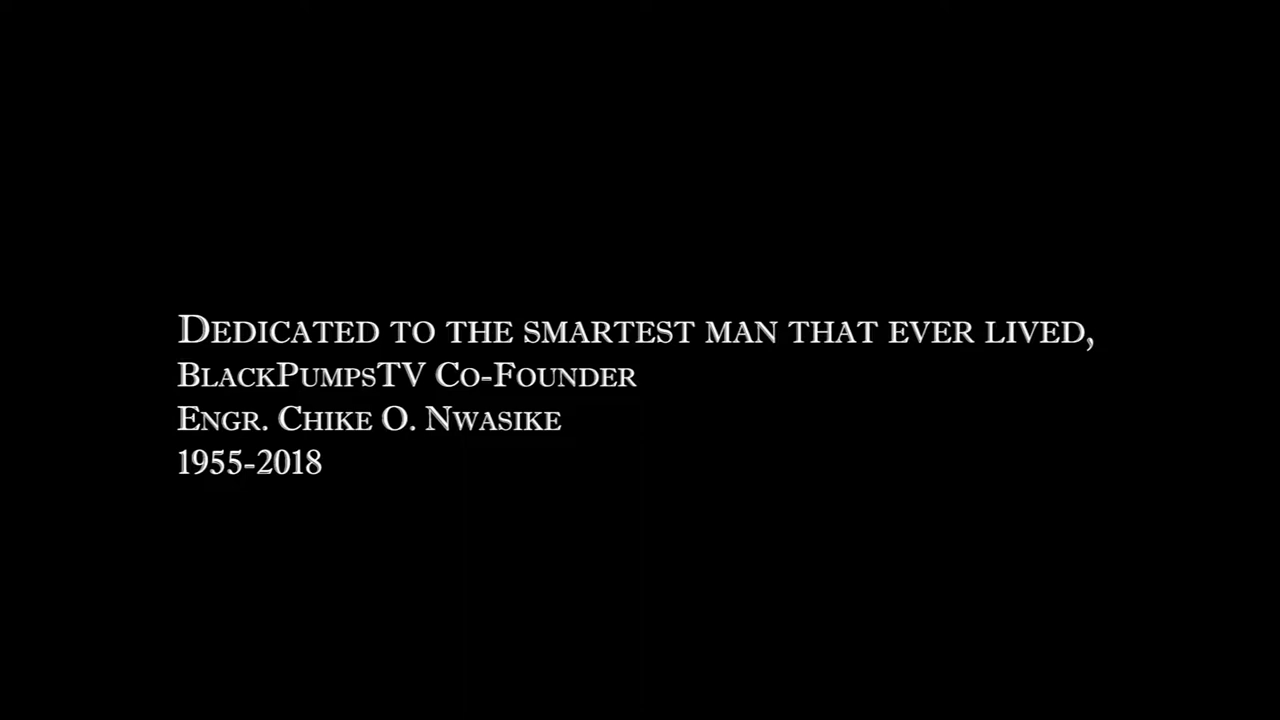 Dedicated to the smartest man that ever lived,
BlackPumpsTV Co-Founder
Engr. Chike O. Nwasike
1955-2018